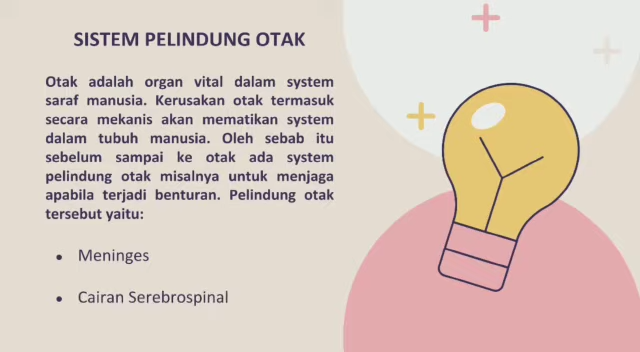 SISTEM PELINDUNG OTAK
Otak adalah organ vital dalam system
saraf manusia. Kerusakan otak termasuk
secara mekanis akan mematikan system
dalam tubuh manusia. Oleh sebab itu
sebelum sampai ke otak ada system
pelindung otak misalnya untuk menjaga
apabila terjadi benturan. Pelindung otak
tersebut yaitu:
• Meninges
• Cairan Serebrospinal